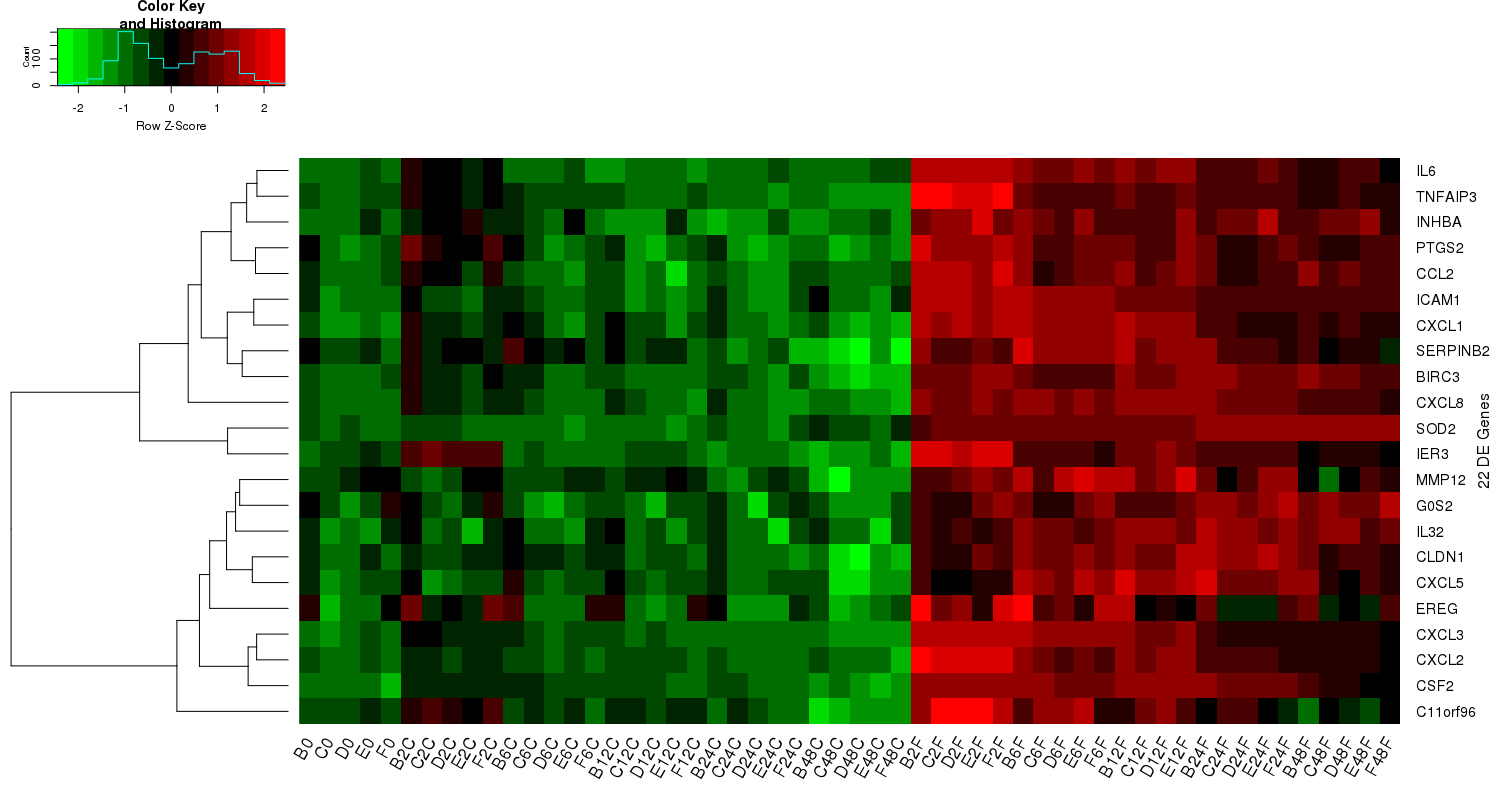 Color Key
and Histogram
Count
0 100
-2 -1 0 1 2
Row Z-Score
IL6
TNFAIP3
INHBA
PTGS2
CCL2
ICAM1
CXCL1
SERPINB2
BIRC3
CXCL8
SOD2
IER3
MMP12
G0S2
IL32
CLDN1
CXCL5
EREG
CXCL3
CXCL2
CSF2
C11orf96
22 DE Genes
B0 C0 D0 E0 F0 B2C C2C D2C E2C F2C B6C C6C D6C E6C F6C B12C C12C D12C E12C F12C B24C C24C D24C E24C F24C B48C C48C D48C E48C F48C B2F C2F D2F E2F F2F B6F C6F D6F E6F F6F B12F C12F D12F E12F B24F C24F D24F E24F F24F B48F C48F D48F E48F F48F